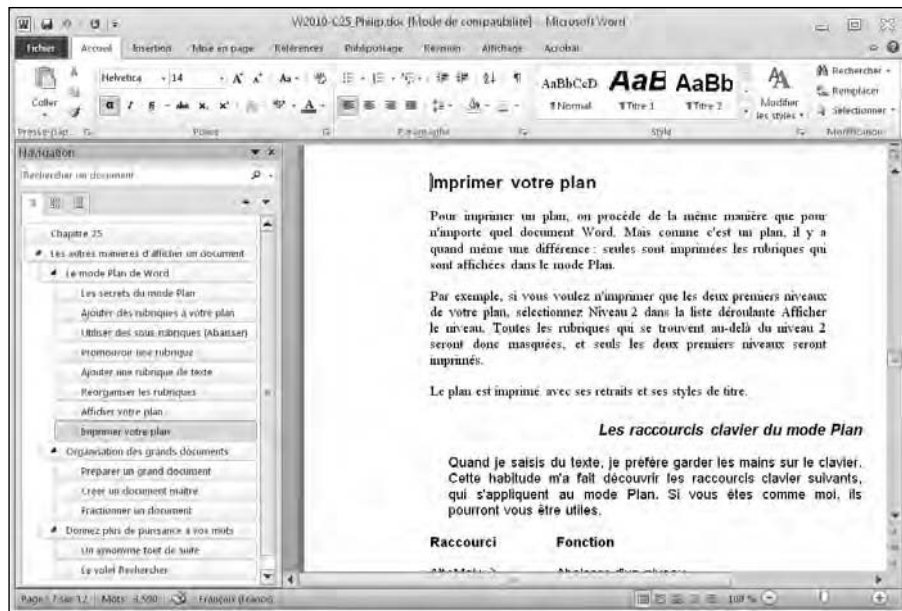 W2010-C25_Philip.doc [Mode de compatibilité] - Microsoft Word
Fichier Accueil Insertion Mise en page Références Publipostage Révision Affichage Acrobat
Coller
Helvetica 14
AaBbCcD AaB AaBb
¶ Normal ¶ Titre 1 ¶ Titre 2
Modifier les styles
Rechercher
Remplacer
Sélectionner
Presse-pap... Police Paragraphe Style Modification
Navigation
Rechercher un document
Chapitre 25
Les autres manières d'afficher un document
Le mode Plan de Word
Les secrets du mode Plan
Ajouter des rubriques à votre plan
Utiliser des sous-rubriques (Abaisser)
Promouvoir une rubrique
Ajouter une rubrique de texte
Réorganiser les rubriques
Afficher votre plan
Imprimer votre plan
Organisation des grands documents
Préparer un grand document
Créer un document maître
Fractionner un document
Donnez plus de puissance à vos mots
Un synonyme tout de suite
Le volet Rechercher
Imprimer votre plan
Pour imprimer un plan, on procède de la même manière que pour
n'importe quel document Word. Mais comme c'est un plan, il y a
quand même une différence : seules sont imprimées les rubriques qui
sont affichées dans le mode Plan.
Par exemple, si vous voulez n'imprimer que les deux premiers niveaux
de votre plan, sélectionnez Niveau 2 dans la liste déroulante Afficher
le niveau. Toutes les rubriques qui se trouvent au-delà du niveau 2
seront donc masquées, et seuls les deux premiers niveaux seront
imprimés.
Le plan est imprimé avec ses retraits et ses styles de titre.
Les raccourcis clavier du mode Plan
Quand je saisis du texte, je préfère garder les mains sur le clavier.
Cette habitude m'a fait découvrir les raccourcis clavier suivants,
qui s'appliquent au mode Plan. Si vous êtes comme moi, ils
pourront vous être utiles.
Raccourci Fonction
Page : 7 sur 12 Mots : 3,590 Français (France) 100 %